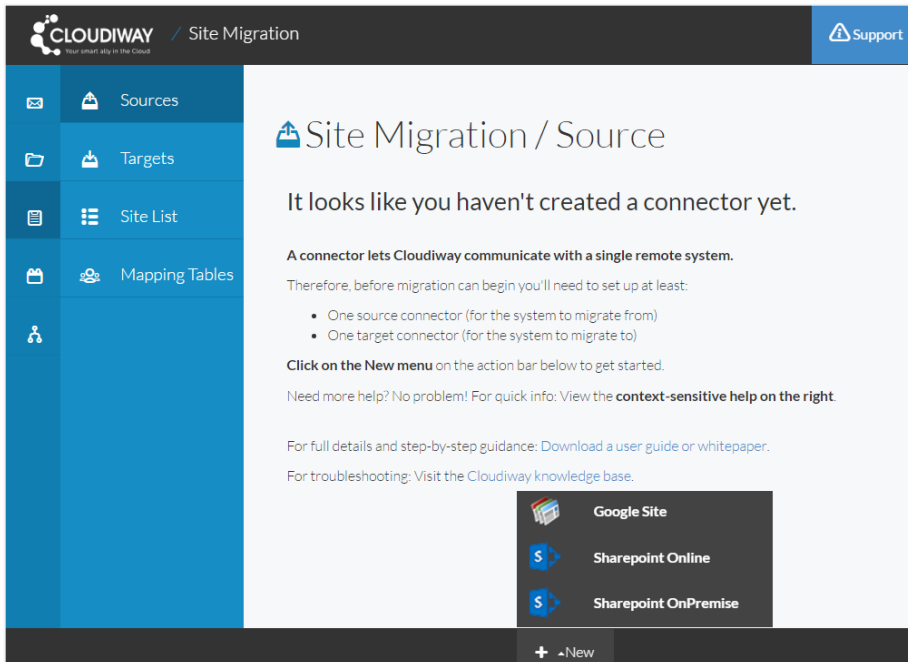 CLOUDIWAY
Your smart ally in the Cloud
/ Site Migration
Support
Sources
Targets
Site List
Mapping Tables
Site Migration / Source
It looks like you haven't created a connector yet.
A connector lets Cloudiway communicate with a single remote system.
Therefore, before migration can begin you'll need to set up at least:
• One source connector (for the system to migrate from)
• One target connector (for the system to migrate to)
Click on the New menu on the action bar below to get started.
Need more help? No problem! For quick info: View the context-sensitive help on the right.
For full details and step-by-step guidance: Download a user guide or whitepaper.
For troubleshooting: Visit the Cloudiway knowledge base.
Google Site
Sharepoint Online
Sharepoint OnPremise
New